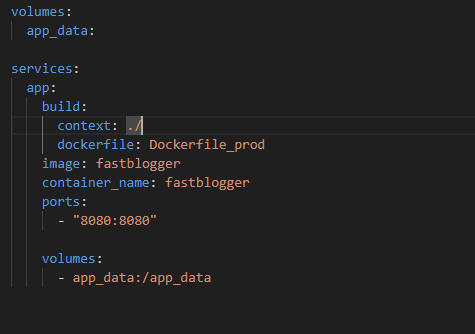 volumes:
  app_data:
services:
  app:
    build:
      context: ./
      dockerfile: Dockerfile_prod
    image: fastblogger
    container_name: fastblogger
    ports:
      - "8080:8080"
    volumes:
      - app_data:/app_data